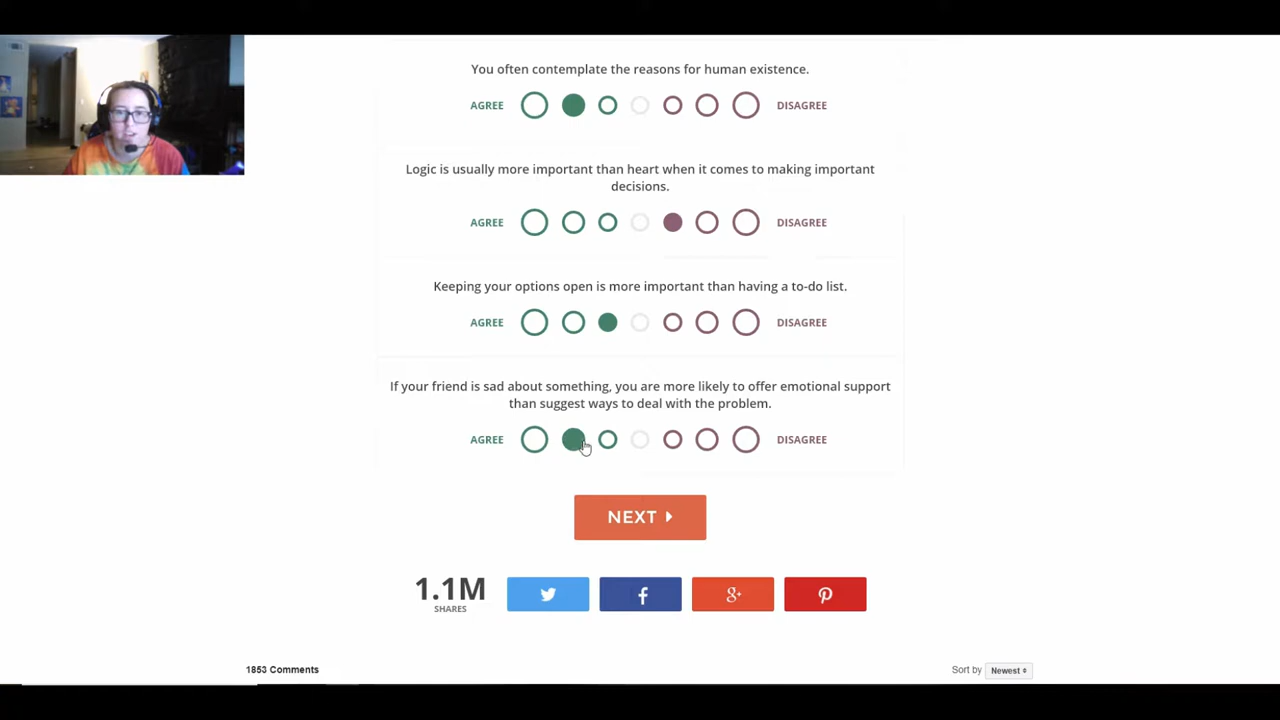 You often contemplate the reasons for human existence.
AGREE DISAGREE
Logic is usually more important than heart when it comes to making important
decisions.
AGREE DISAGREE
Keeping your options open is more important than having a to-do list.
AGREE DISAGREE
If your friend is sad about something, you are more likely to offer emotional support
than suggest ways to deal with the problem.
AGREE DISAGREE
NEXT
1.1M
SHARES
1853 Comments
Sort by Newest